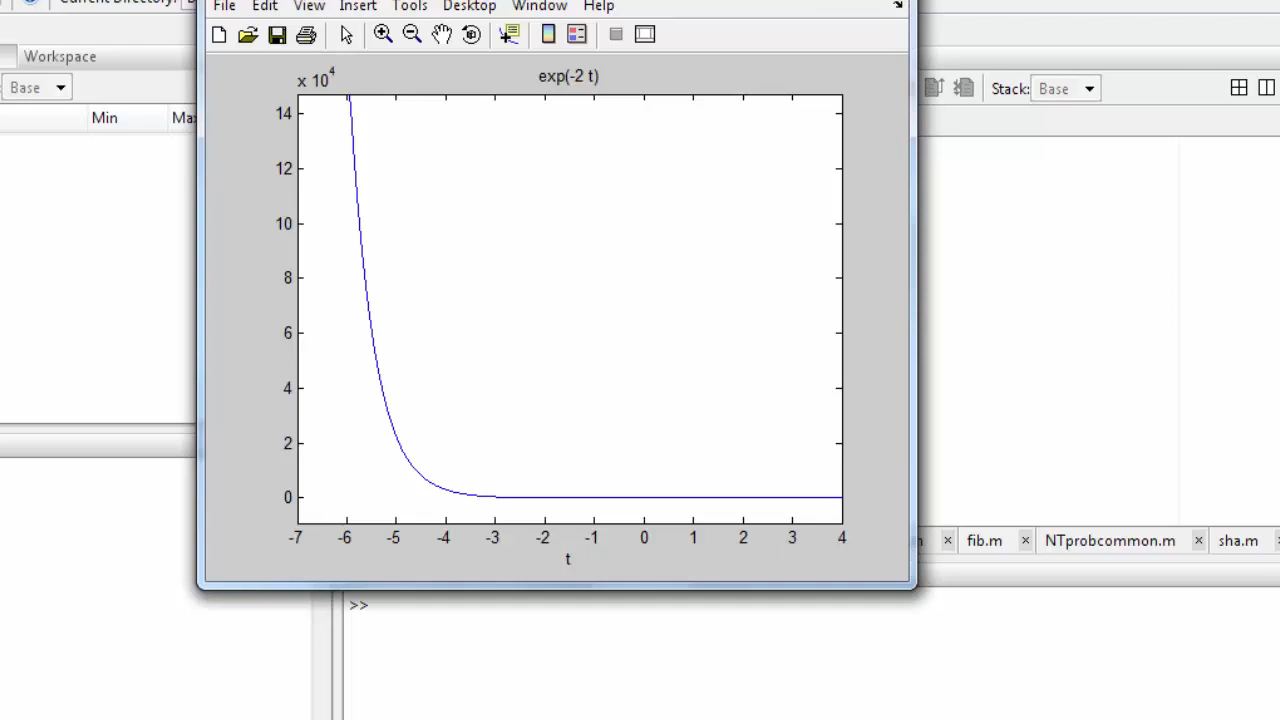 Current Directory:
File Edit View Insert Tools Desktop Window Help
Workspace
x 10^4
exp(-2 t)
Base
Stack: Base
Min
14
12
10
8
6
4
2
0
-7 -6 -5 -4 -3 -2 -1 0 1 2 3 4
t
fib.m NTprobcommon.m sha.m
>>